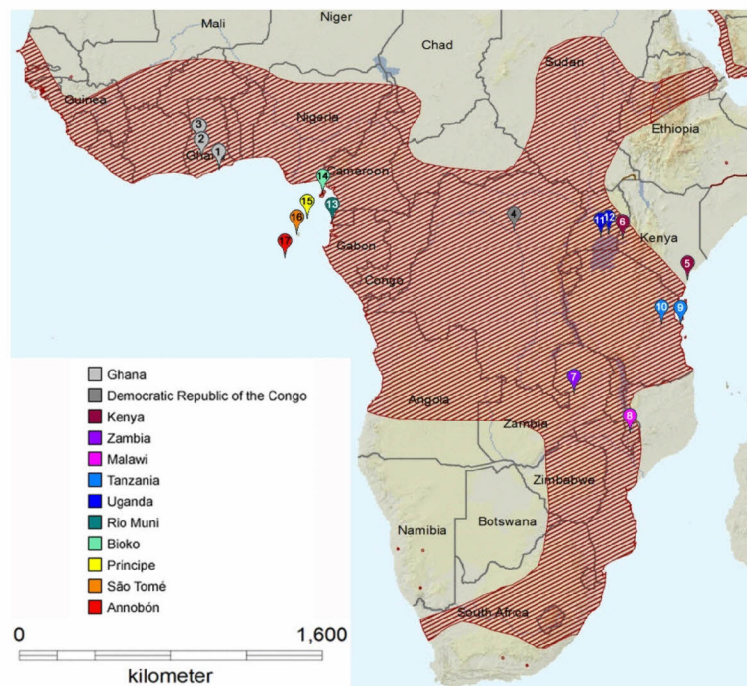 Mali
Niger
Chad
Sudan
Guinea
Nigeria
Ethiopia
3
2
1
Ghana
Cameroon
14
15
13
16
17
4
11
12
6
Kenya
Gabon
5
Congo
10
9
7
Angola
8
Zambia
Zimbabwe
Namibia
Botswana
South Africa
Ghana
Democratic Republic of the Congo
Kenya
Zambia
Malawi
Tanzania
Uganda
Rio Muni
Bioko
Principe
São Tomé
Annobón
0
1,600
kilometer